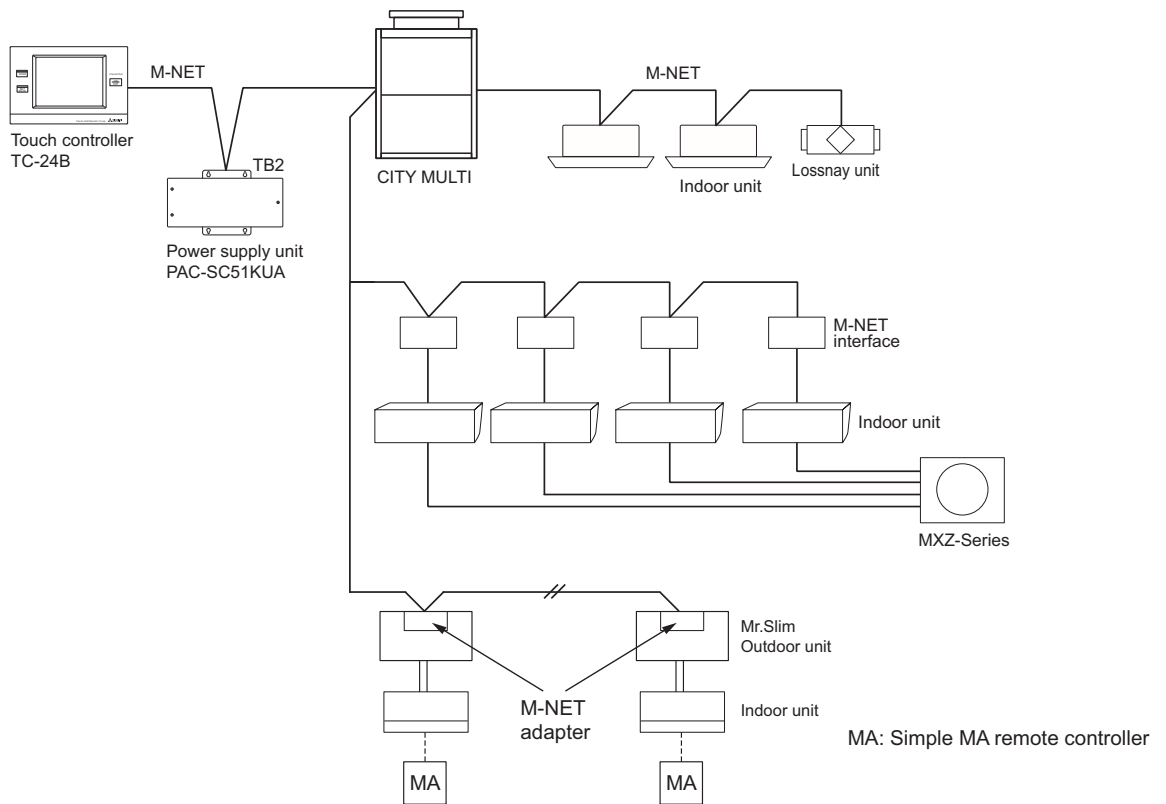 M-NET
Touch controller
TC-24B
TB2
Power supply unit
PAC-SC51KUA
CITY MULTI
M-NET
Indoor unit
Lossnay unit
M-NET
interface
Indoor unit
MXZ-Series
Mr.Slim
Outdoor unit
M-NET
adapter
Indoor unit
MA
MA
MA: Simple MA remote controller